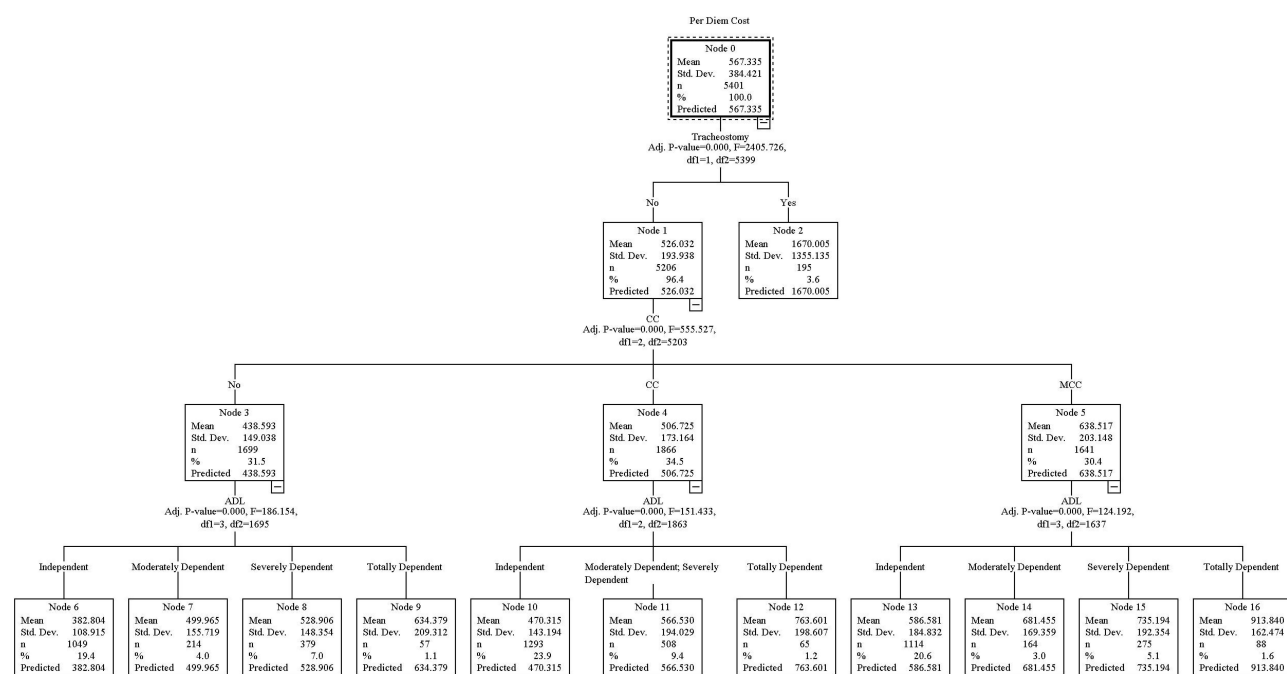 Per Diem Cost
Node 0
Mean 567.335
Std. Dev. 384.421
n 5401
% 100.0
Predicted 567.335
Tracheostomy
Adj. P-value=0.000, F=2405.726,
df1=1, df2=5399
No
Yes
Node 1
Mean 526.032
Std. Dev. 193.938
n 5206
% 96.4
Predicted 526.032
Node 2
Mean 1670.005
Std. Dev. 1355.135
n 195
% 3.6
Predicted 1670.005
CC
Adj. P-value=0.000, F=555.527,
df1=2, df2=5203
No
CC
MCC
Node 3
Mean 438.593
Std. Dev. 149.038
n 1699
% 31.5
Predicted 438.593
Node 4
Mean 506.725
Std. Dev. 173.164
n 1866
% 34.5
Predicted 506.725
Node 5
Mean 638.517
Std. Dev. 203.148
n 1641
% 30.4
Predicted 638.517
ADL
Adj. P-value=0.000, F=186.154,
df1=3, df2=1695
ADL
Adj. P-value=0.000, F=151.433,
df1=2, df2=1863
ADL
Adj. P-value=0.000, F=124.192,
df1=3, df2=1637
Independent
Moderately Dependent
Severely Dependent
Totally Dependent
Independent
Moderately Dependent; Severely
Dependent
Totally Dependent
Independent
Moderately Dependent
Severely Dependent
Totally Dependent
Node 6
Mean 382.804
Std. Dev. 108.915
n 1049
% 19.4
Predicted 382.804
Node 7
Mean 499.965
Std. Dev. 155.719
n 214
% 4.0
Predicted 499.965
Node 8
Mean 528.906
Std. Dev. 148.354
n 379
% 7.0
Predicted 528.906
Node 9
Mean 634.379
Std. Dev. 209.312
n 57
% 1.1
Predicted 634.379
Node 10
Mean 470.315
Std. Dev. 143.194
n 1293
% 23.9
Predicted 470.315
Node 11
Mean 566.530
Std. Dev. 194.029
n 508
% 9.4
Predicted 566.530
Node 12
Mean 763.601
Std. Dev. 198.607
n 65
% 1.2
Predicted 763.601
Node 13
Mean 586.581
Std. Dev. 184.832
n 1114
% 20.6
Predicted 586.581
Node 14
Mean 681.455
Std. Dev. 169.359
n 164
% 3.0
Predicted 681.455
Node 15
Mean 735.194
Std. Dev. 192.354
n 275
% 5.1
Predicted 735.194
Node 16
Mean 913.840
Std. Dev. 162.474
n 88
% 1.6
Predicted 913.840